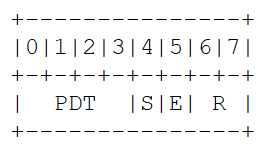 +---------------+
|0|1|2|3|4|5|6|7|
+-+-+-+-+-+-+-+-+
|  PDT  |S|E| R |
+---------------+